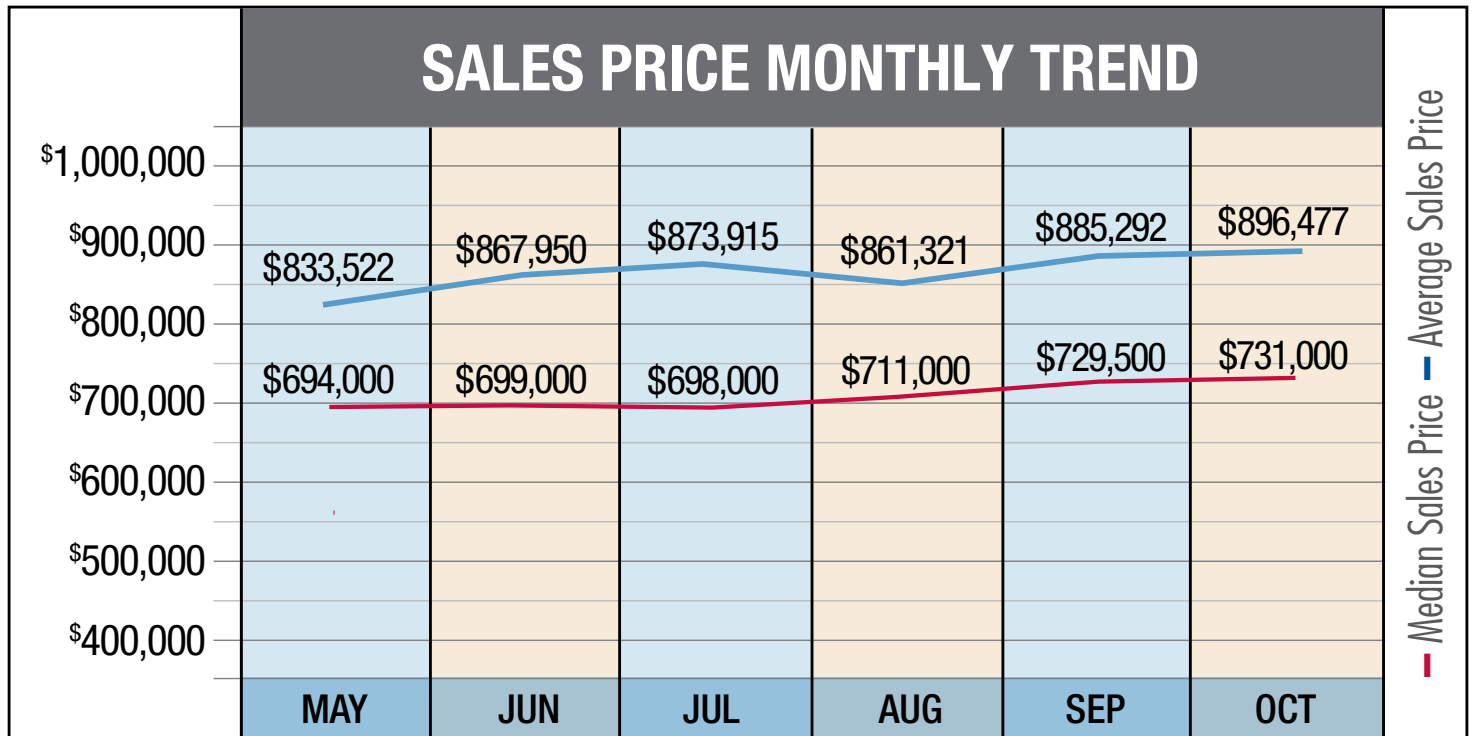 SALES PRICE MONTHLY TREND
$1,000,000
$900,000
$800,000
$700,000
$600,000
$500,000
$400,000
$833,522
$867,950
$873,915
$861,321
$885,292
$896,477
$694,000
$699,000
$698,000
$711,000
$729,500
$731,000
MAY
JUN
JUL
AUG
SEP
OCT
Median Sales Price
Average Sales Price